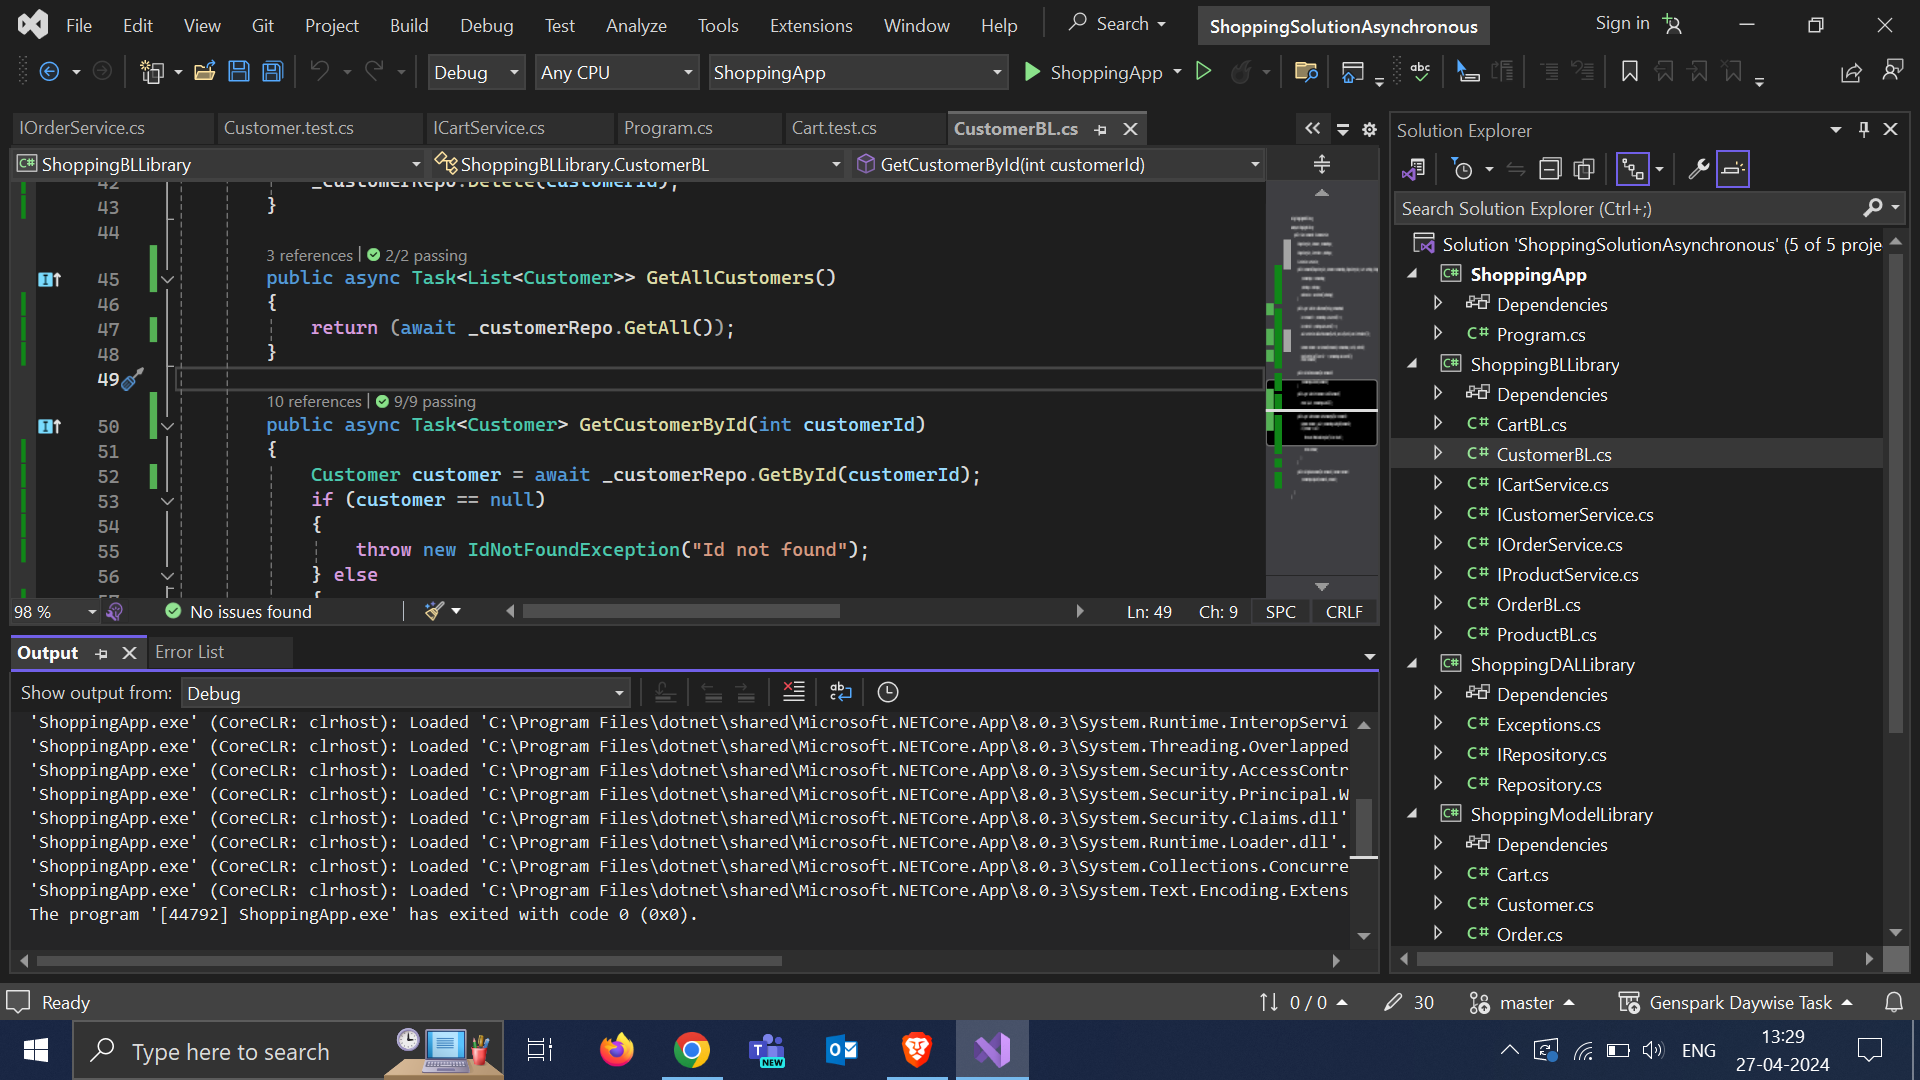 File Edit View Git Project Build Debug Test Analyze Tools Extensions Window Help Search ShoppingSolutionAsynchronous Sign in
Debug Any CPU ShoppingApp ShoppingApp
IOrderService.cs Customer.test.cs ICartService.cs Program.cs Cart.test.cs CustomerBL.cs
ShoppingBLLibrary ShoppingBLLibrary.CustomerBL GetCustomerById(int customerId)
42 _customerRepo.Delete(customerId);
43 }
44
3 references | 2/2 passing
45 public async Task<List<Customer>> GetAllCustomers()
46 {
47 return (await _customerRepo.GetAll());
48 }
49
10 references | 9/9 passing
50 public async Task<Customer> GetCustomerById(int customerId)
51 {
52 Customer customer = await _customerRepo.GetById(customerId);
53 if (customer == null)
54 {
55 throw new IdNotFoundException("Id not found");
56 } else
57 {
98 % No issues found Ln: 49 Ch: 9 SPC CRLF
Output Error List
Show output from: Debug
'ShoppingApp.exe' (CoreCLR: clrhost): Loaded 'C:\Program Files\dotnet\shared\Microsoft.NETCore.App\8.0.3\System.Runtime.InteropServi
'ShoppingApp.exe' (CoreCLR: clrhost): Loaded 'C:\Program Files\dotnet\shared\Microsoft.NETCore.App\8.0.3\System.Threading.Overlapped
'ShoppingApp.exe' (CoreCLR: clrhost): Loaded 'C:\Program Files\dotnet\shared\Microsoft.NETCore.App\8.0.3\System.Security.AccessContr
'ShoppingApp.exe' (CoreCLR: clrhost): Loaded 'C:\Program Files\dotnet\shared\Microsoft.NETCore.App\8.0.3\System.Security.Principal.W
'ShoppingApp.exe' (CoreCLR: clrhost): Loaded 'C:\Program Files\dotnet\shared\Microsoft.NETCore.App\8.0.3\System.Security.Claims.dll'
'ShoppingApp.exe' (CoreCLR: clrhost): Loaded 'C:\Program Files\dotnet\shared\Microsoft.NETCore.App\8.0.3\System.Runtime.Loader.dll'.
'ShoppingApp.exe' (CoreCLR: clrhost): Loaded 'C:\Program Files\dotnet\shared\Microsoft.NETCore.App\8.0.3\System.Collections.Concurre
'ShoppingApp.exe' (CoreCLR: clrhost): Loaded 'C:\Program Files\dotnet\shared\Microsoft.NETCore.App\8.0.3\System.Text.Encoding.Extens
The program '[44792] ShoppingApp.exe' has exited with code 0 (0x0).
Solution Explorer
Search Solution Explorer (Ctrl+;)
Solution 'ShoppingSolutionAsynchronous' (5 of 5 proje
C# ShoppingApp
Dependencies
C# Program.cs
C# ShoppingBLLibrary
Dependencies
C# CartBL.cs
C# CustomerBL.cs
C# ICartService.cs
C# ICustomerService.cs
C# IOrderService.cs
C# IProductService.cs
C# OrderBL.cs
C# ProductBL.cs
C# ShoppingDALLibrary
Dependencies
C# Exceptions.cs
C# IRepository.cs
C# Repository.cs
C# ShoppingModelLibrary
Dependencies
C# Cart.cs
C# Customer.cs
C# Order.cs
Ready 0 / 0 30 master Genspark Daywise Task
Type here to search NEW ENG 13:29
27-04-2024